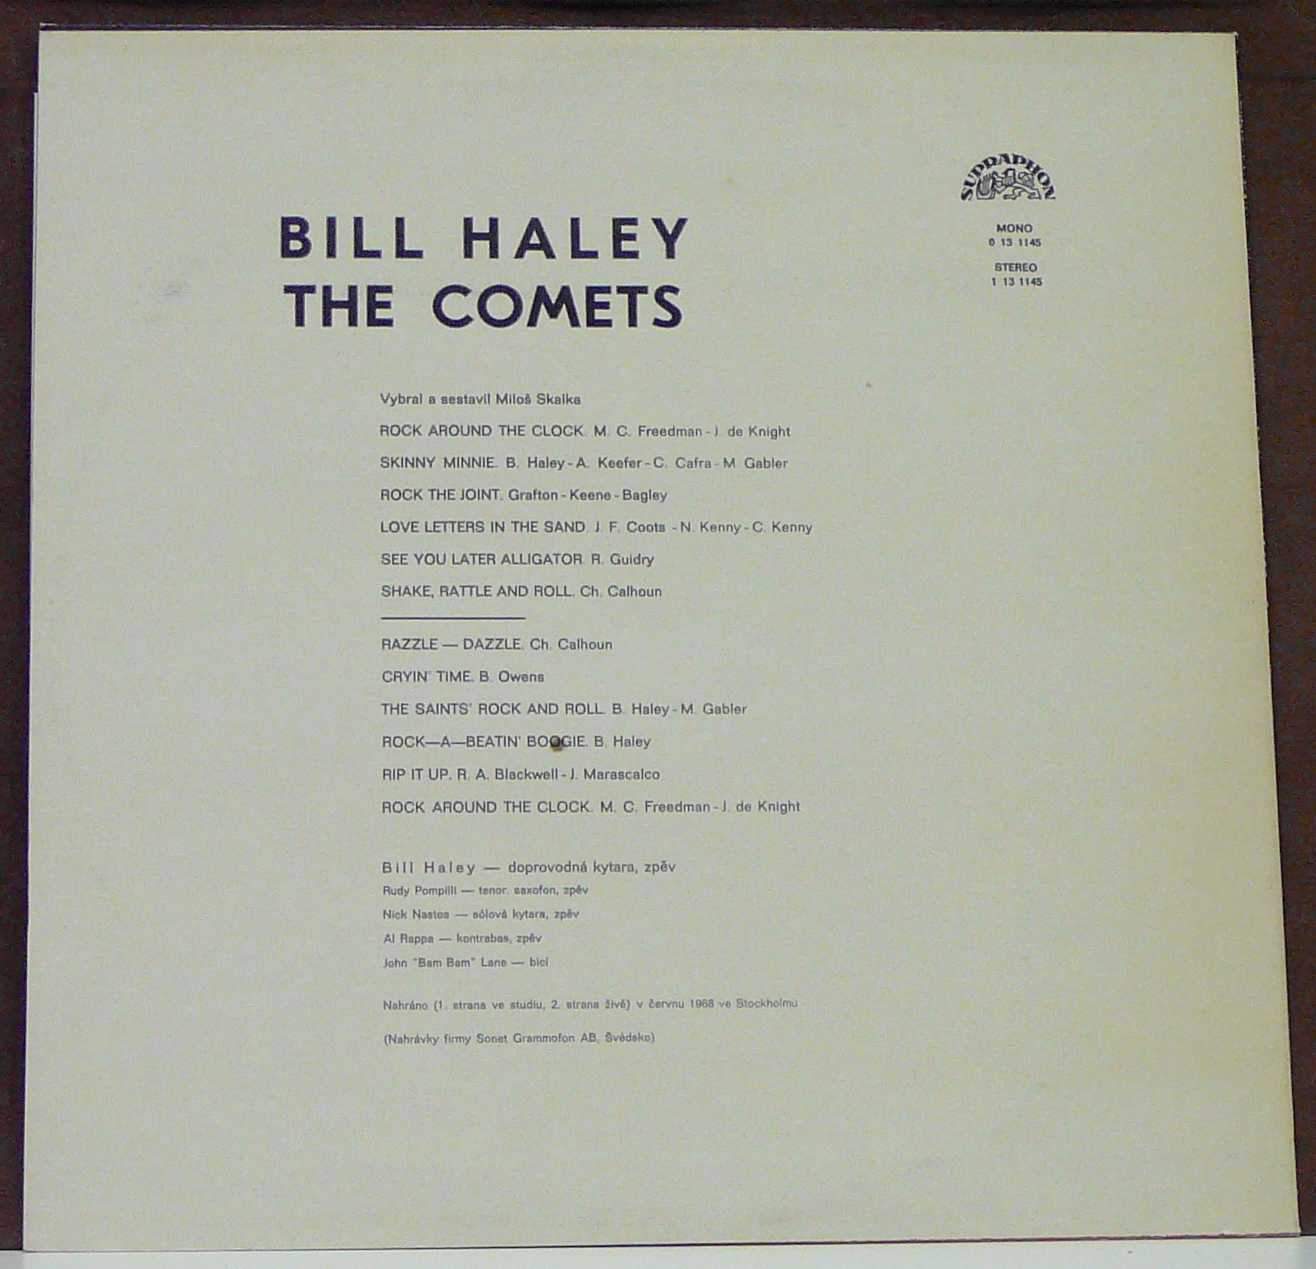 SUPRAPHON
MONO
0 13 1145
STEREO
1 13 1145
BILL HALEY
THE COMETS
Vybral a sestavil Miloš Skalka
ROCK AROUND THE CLOCK. M. C. Freedman - J. de Knight
SKINNY MINNIE. B. Haley - A. Keefer - C. Cafra - M. Gabler
ROCK THE JOINT. Grafton - Keene - Bagley
LOVE LETTERS IN THE SAND. J. F. Coots - N. Kenny - C. Kenny
SEE YOU LATER ALLIGATOR. R. Guidry
SHAKE, RATTLE AND ROLL. Ch. Calhoun
RAZZLE — DAZZLE. Ch. Calhoun
CRYIN' TIME. B. Owens
THE SAINTS' ROCK AND ROLL. B. Haley - M. Gabler
ROCK—A—BEATIN' BOOGIE. B. Haley
RIP IT UP. R. A. Blackwell - J. Marascalco
ROCK AROUND THE CLOCK. M. C. Freedman - J. de Knight
Bill Haley — doprovodná kytara, zpěv
Rudy Pompilli — tenor. saxofon, zpěv
Nick Nastos — sólová kytara, zpěv
Al Rappa — kontrabas, zpěv
John "Bam Bam" Lane — bicí
Nahráno (1. strana ve studiu, 2. strana živě) v červnu 1968 ve Stockholmu
(Nahrávky firmy Sonet Grammofon AB, Švédsko)